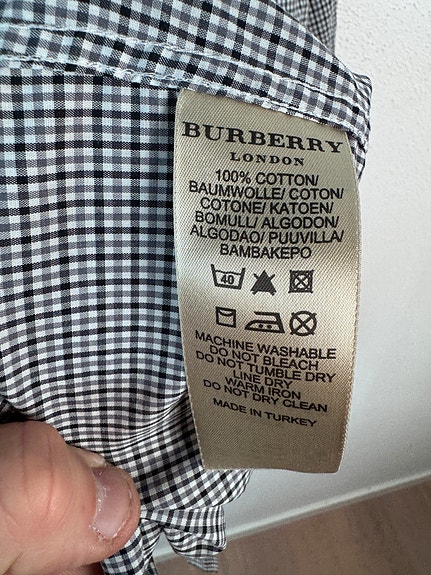 BURBERRY
LONDON
100% COTTON/
BAUMWOLLE/ COTON/
COTONE/ KATOEN/
BOMULL/ ALGODON/
ALGODAO/ PUUVILLA/
BAMBAKEPO
40
MACHINE WASHABLE
DO NOT BLEACH
DO NOT TUMBLE DRY
LINE DRY
WARM IRON
DO NOT DRY CLEAN
MADE IN TURKEY